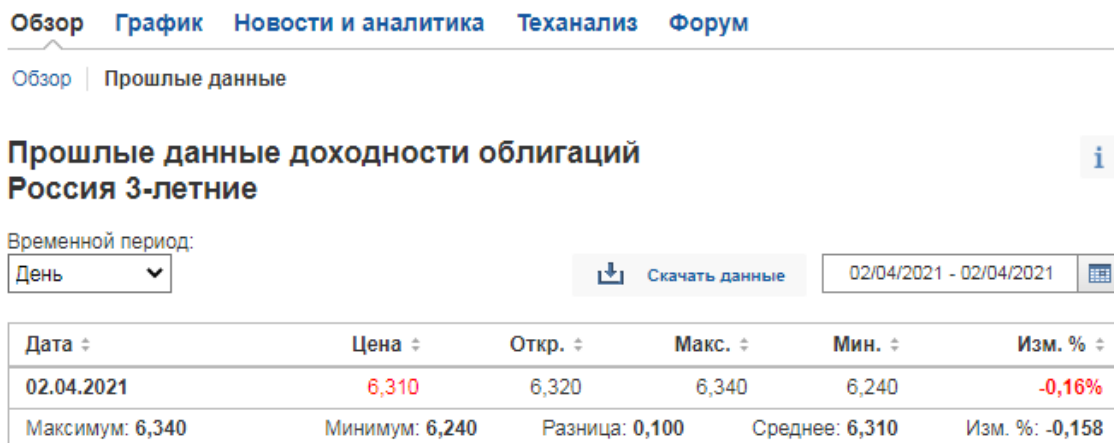 Обзор График Новости и аналитика Теханализ Форум
Обзор Прошлые данные
Прошлые данные доходности облигаций
Россия 3-летние
i
Временной период:
День
Скачать данные
02/04/2021 - 02/04/2021
Дата Цена Откр. Макс. Мин. Изм. %
02.04.2021 6,310 6,320 6,340 6,240 -0,16%
Максимум: 6,340 Минимум: 6,240 Разница: 0,100 Среднее: 6,310 Изм. %: -0,158